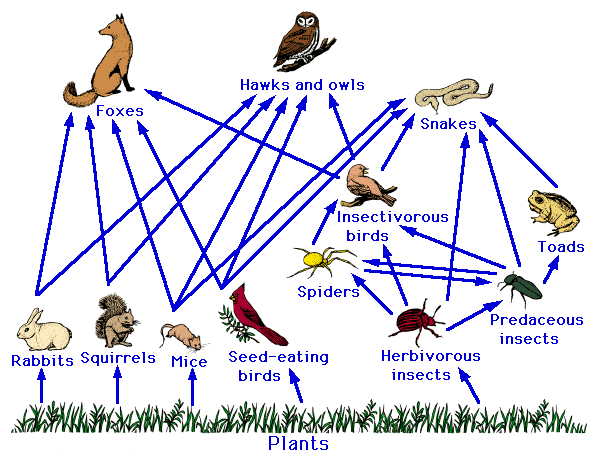 Hawks and owls
Foxes
Snakes
Insectivorous
birds
Toads
Spiders
Predaceous
insects
Rabbits
Squirrels
Mice
Seed-eating
birds
Herbivorous
insects
Plants